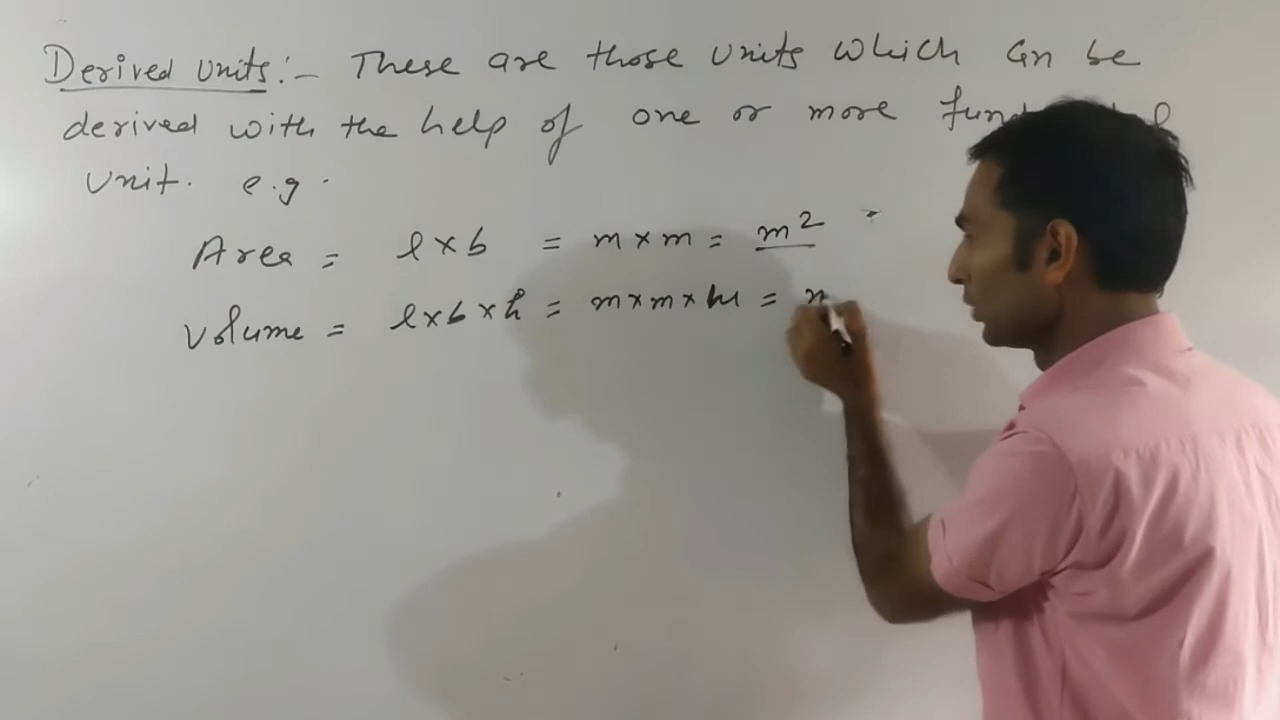 Derived units:- These are those units which can be
derived with the help of one or more
unit. e.g.
Area = l×b = m×m = m²
Volume = l×b×h = m×m×m =